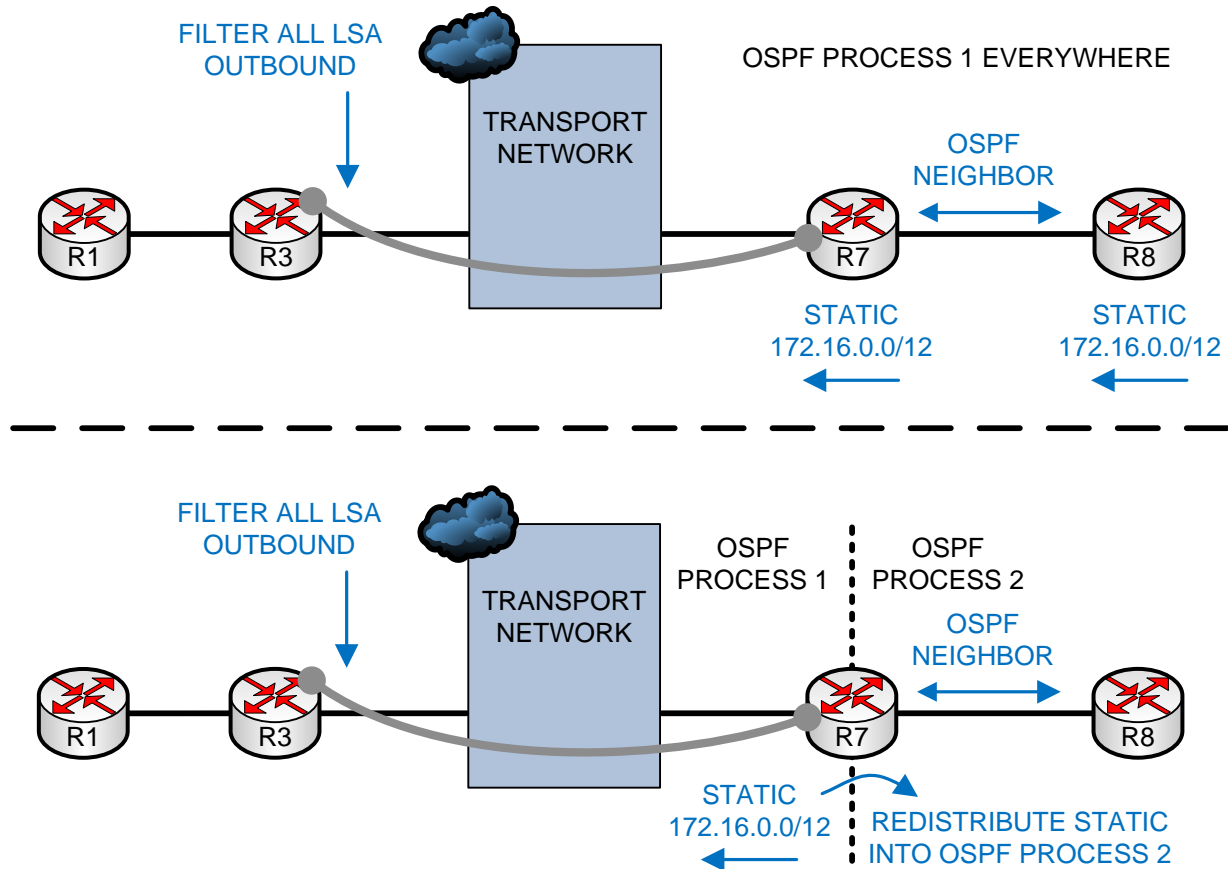 FILTER ALL LSA
OUTBOUND
TRANSPORT
NETWORK
OSPF PROCESS 1 EVERYWHERE
OSPF
NEIGHBOR
R1
R3
R7
R8
STATIC
172.16.0.0/12
STATIC
172.16.0.0/12
FILTER ALL LSA
OUTBOUND
TRANSPORT
NETWORK
OSPF
PROCESS 1
OSPF
PROCESS 2
OSPF
NEIGHBOR
R1
R3
R7
R8
STATIC
172.16.0.0/12
REDISTRIBUTE STATIC
INTO OSPF PROCESS 2